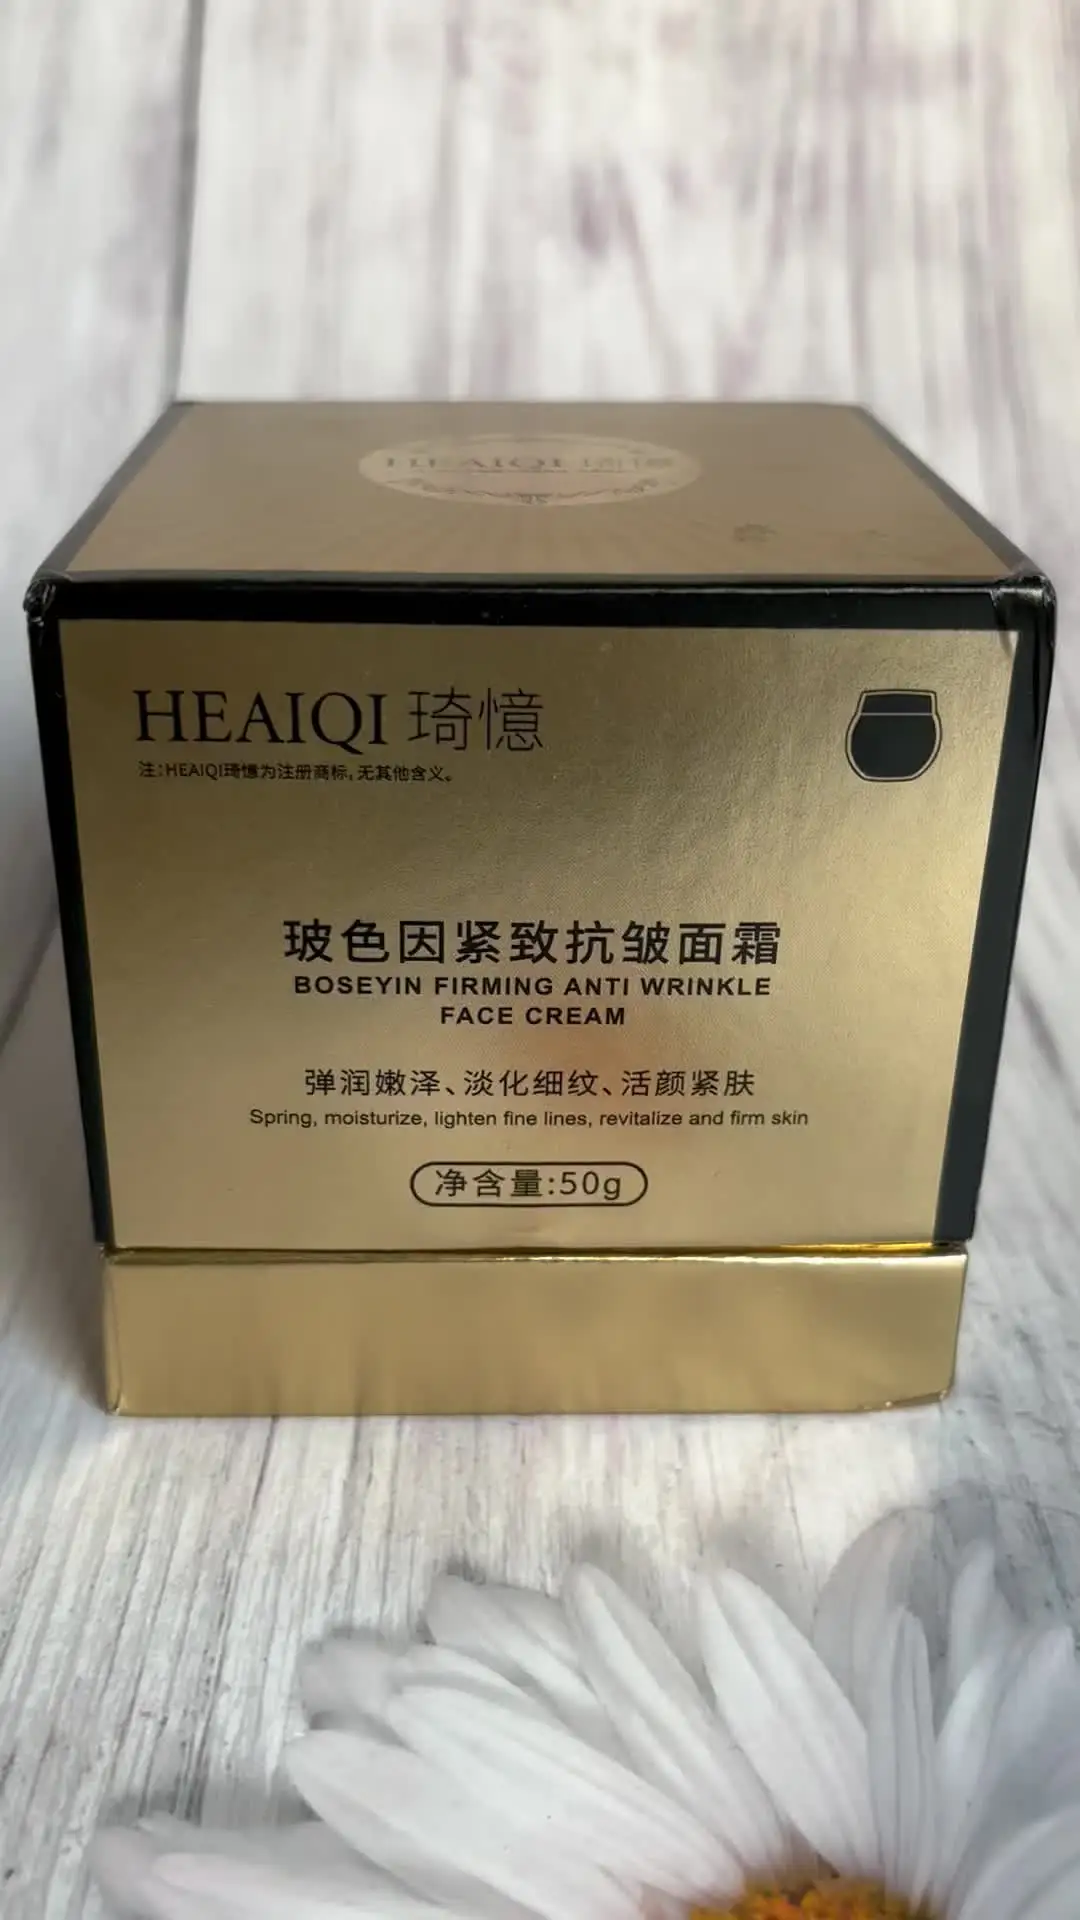 HEAIQI 琦憶
HEAIQI 琦憶
注:HEAIQI琦憶为注册商标,无其他含义。
玻色因紧致抗皱面霜
BOSEYIN FIRMING ANTI WRINKLE
FACE CREAM
弹润嫩泽、淡化细纹、活颜紧肤
Spring, moisturize, lighten fine lines, revitalize and firm skin
净含量:50g